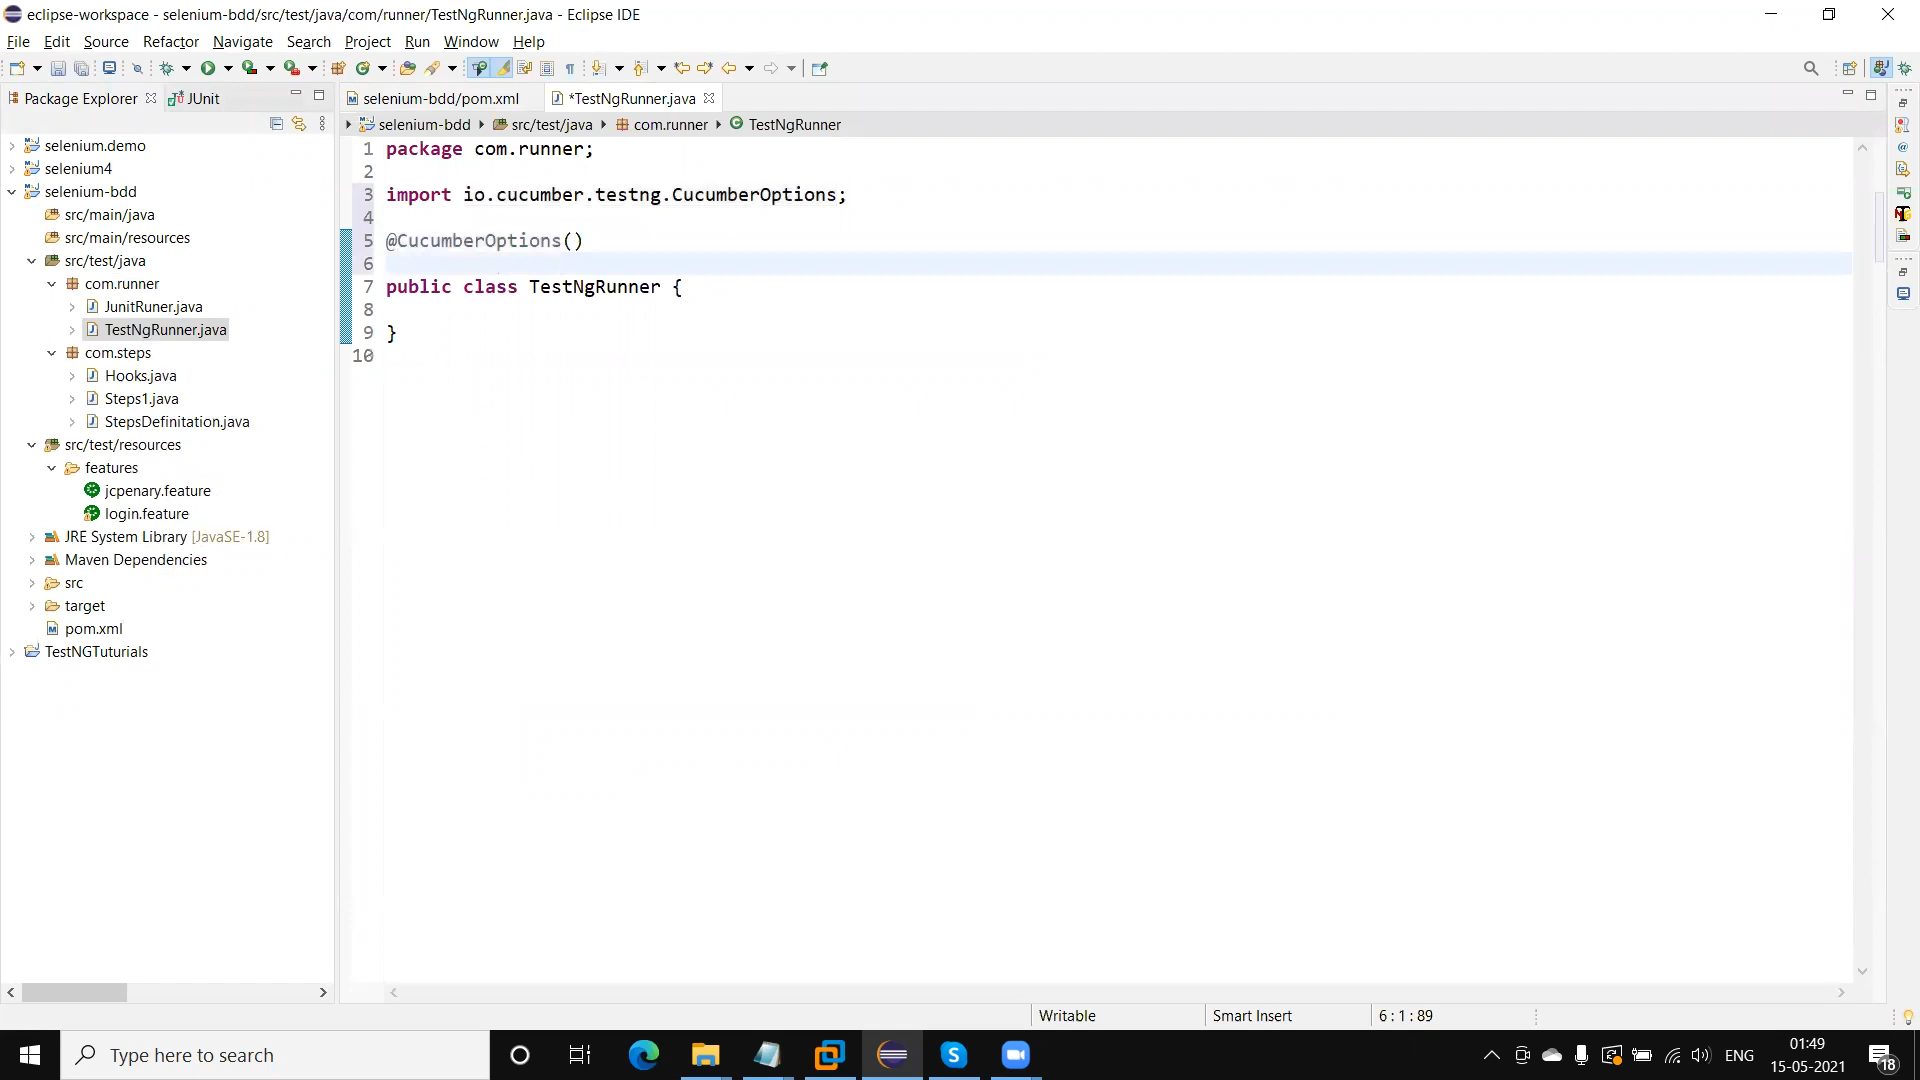 eclipse-workspace - selenium-bdd/src/test/java/com/runner/TestNgRunner.java - Eclipse IDE
File Edit Source Refactor Navigate Search Project Run Window Help
Package Explorer JUnit
selenium-bdd/pom.xml *TestNgRunner.java
selenium-bdd src/test/java com.runner TestNgRunner
selenium.demo
selenium4
selenium-bdd
src/main/java
src/main/resources
src/test/java
com.runner
JunitRuner.java
TestNgRunner.java
com.steps
Hooks.java
Steps1.java
StepsDefinitation.java
src/test/resources
features
jcpenary.feature
login.feature
JRE System Library [JavaSE-1.8]
Maven Dependencies
src
target
pom.xml
TestNGTuturials
1 package com.runner;
2
3 import io.cucumber.testng.CucumberOptions;
4
5 @CucumberOptions()
6
7 public class TestNgRunner {
8
9 }
10
Writable Smart Insert 6 : 1 : 89
Type here to search
ENG
01:49
15-05-2021
18